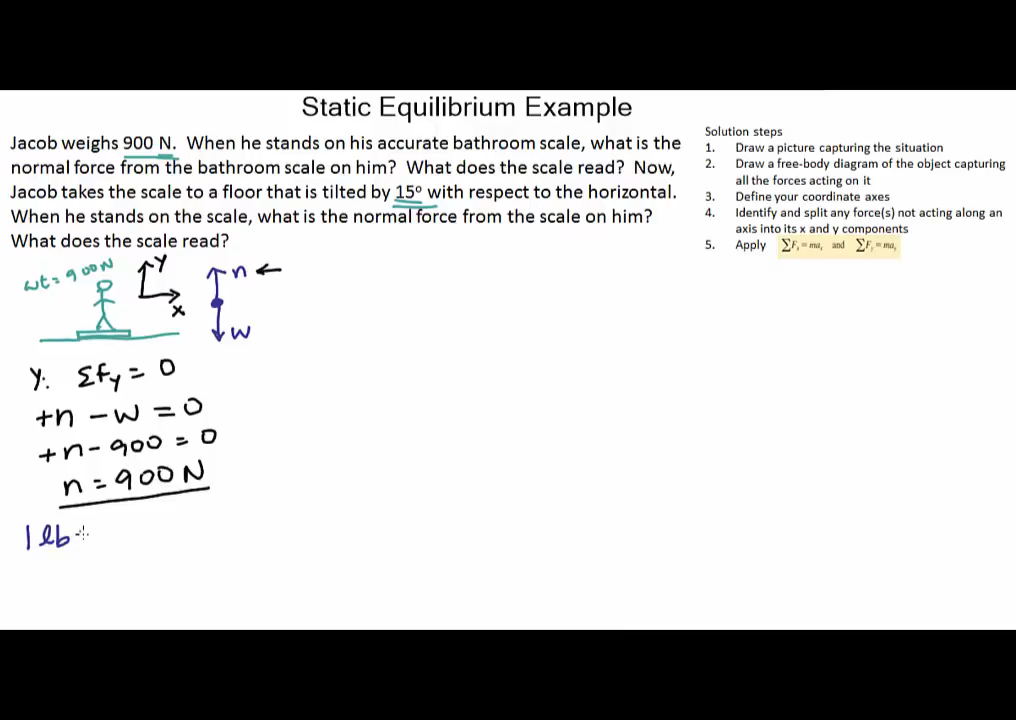 Static Equilibrium Example
Jacob weighs 900 N. When he stands on his accurate bathroom scale, what is the
normal force from the bathroom scale on him? What does the scale read? Now,
Jacob takes the scale to a floor that is tilted by 15° with respect to the horizontal.
When he stands on the scale, what is the normal force from the scale on him?
What does the scale read?
Solution steps
1. Draw a picture capturing the situation
2. Draw a free-body diagram of the object capturing
all the forces acting on it
3. Define your coordinate axes
4. Identify and split any force(s) not acting along an
axis into its x and y components
5. Apply ∑Fₓ = maₓ and ∑Fᵧ = maᵧ
wt = 900N
Y
X
n
w
Y: ΣFy = 0
+n - w = 0
+n - 900 = 0
n = 900 N
1 lb